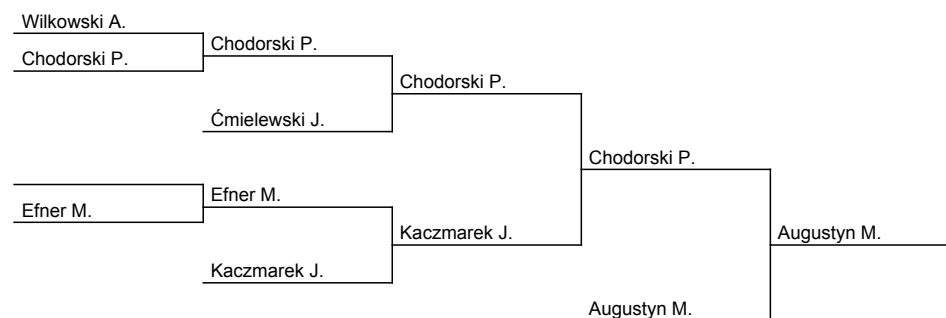 Wilkowski A.
Chodorski P.
Chodorski P.
Chodorski P.
Ćmielewski J.
Chodorski P.
Efner M.
Efner M.
Kaczmarek J.
Augustyn M.
Kaczmarek J.
Augustyn M.